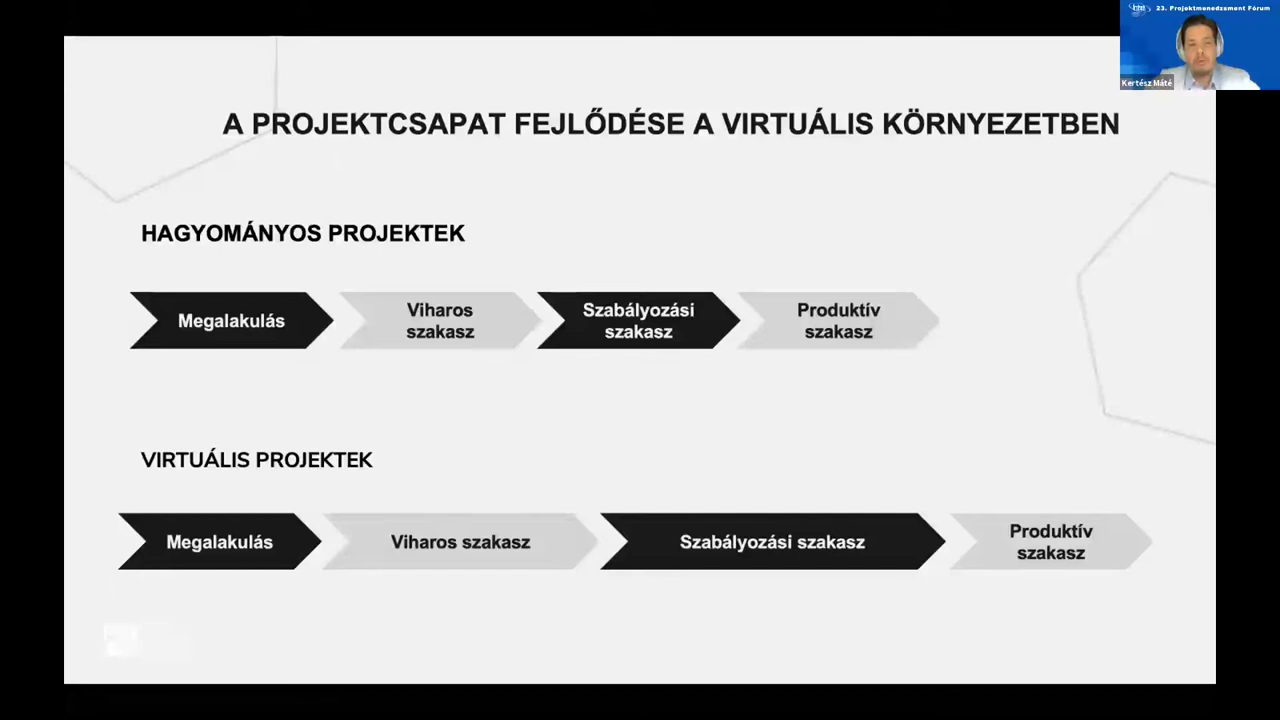 23. Projektmenedzsment Fórum
Kertész Máté
A PROJEKTCSAPAT FEJLŐDÉSE A VIRTUÁLIS KÖRNYEZETBEN
HAGYOMÁNYOS PROJEKTEK
Megalakulás
Viharos
szakasz
Szabályozási
szakasz
Produktív
szakasz
VIRTUÁLIS PROJEKTEK
Megalakulás
Viharos szakasz
Szabályozási szakasz
Produktív
szakasz